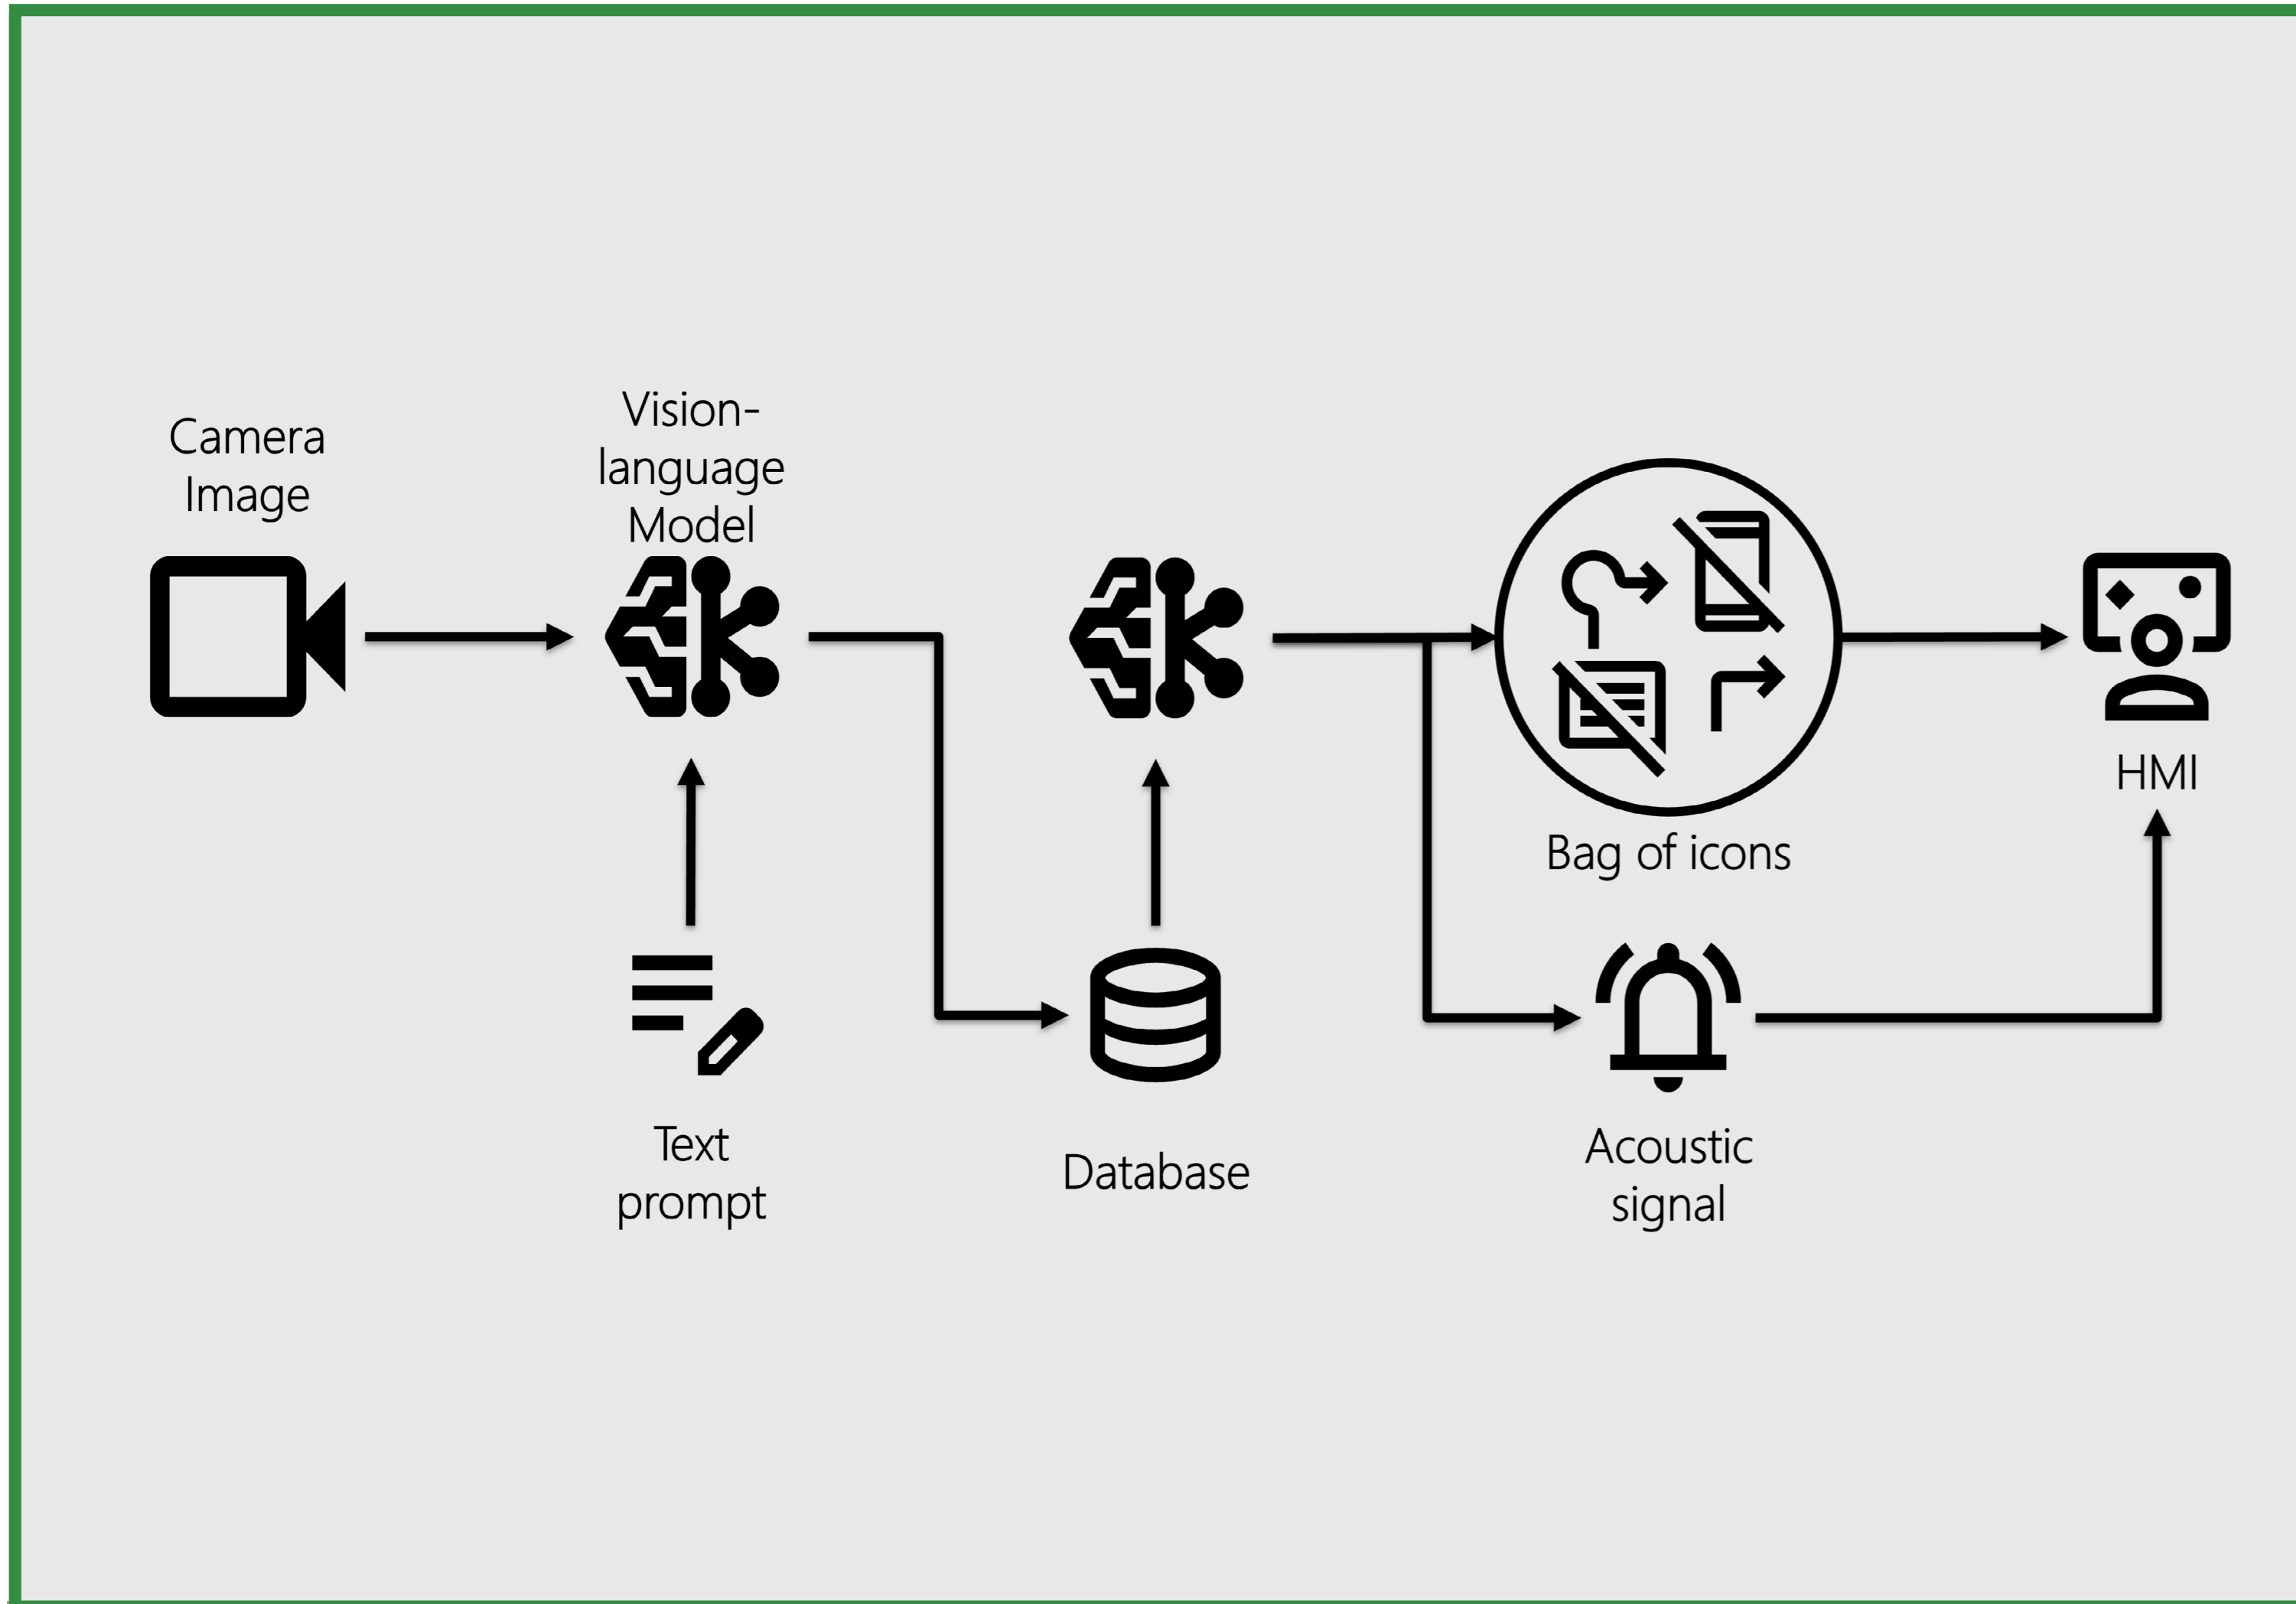 Camera
Image
Vision-
language
Model
Text
prompt
Database
Bag of icons
Acoustic
signal
HMI